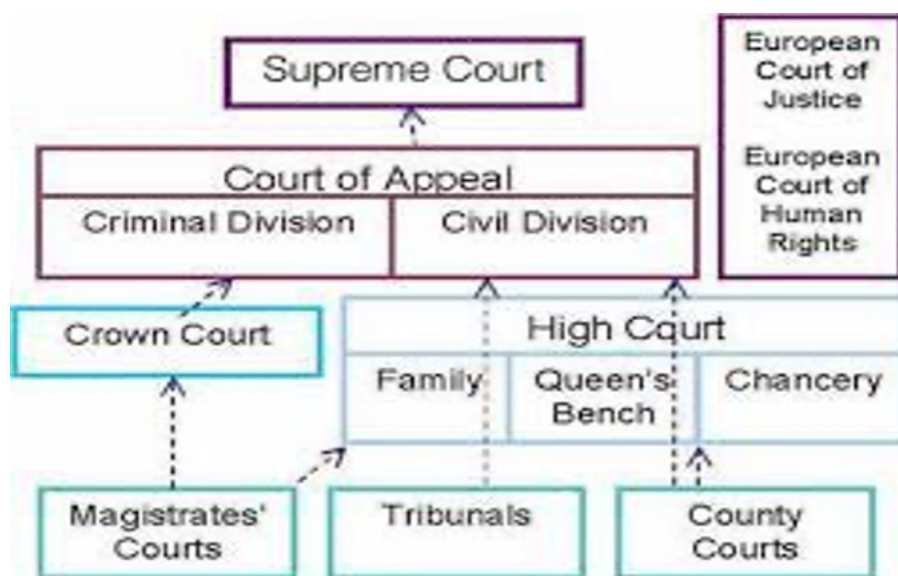 Supreme Court
European
Court of
Justice
European
Court of
Human
Rights
Court of Appeal
Criminal Division
Civil Division
Crown Court
High Court
Family
Queen's
Bench
Chancery
Magistrates'
Courts
Tribunals
County
Courts